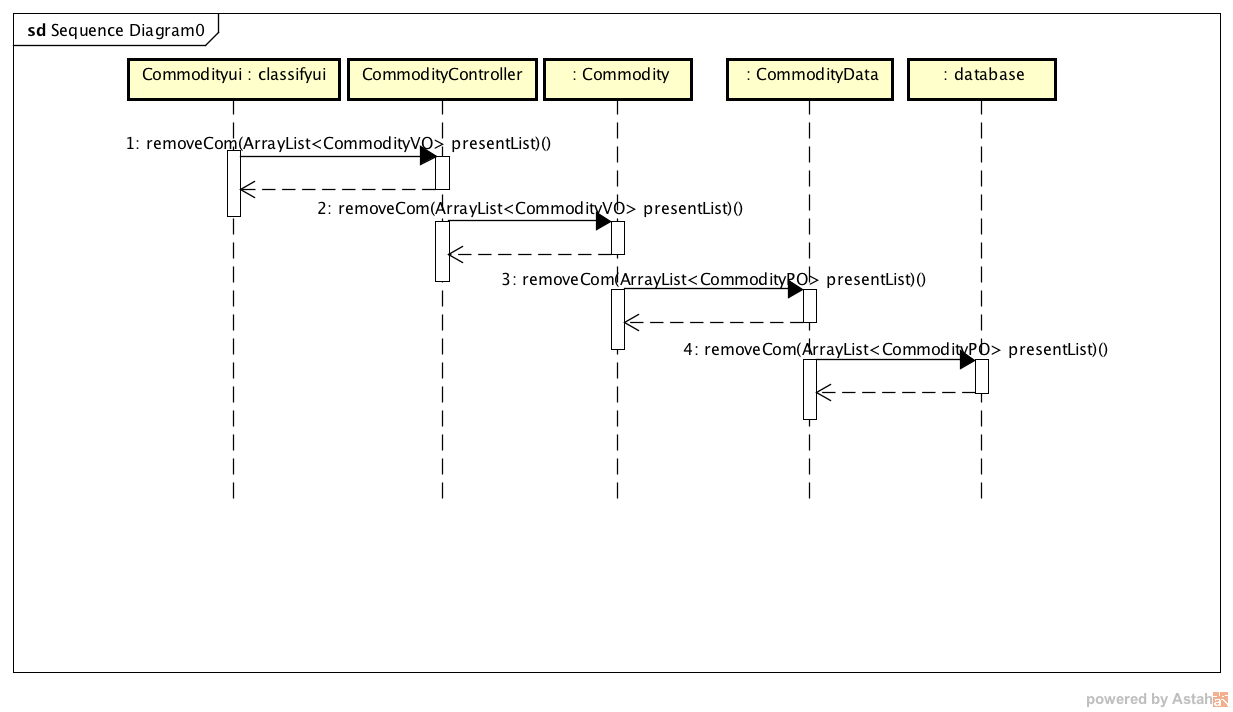 sd Sequence Diagram0
Commodityui : classifyui
CommodityController
: Commodity
: CommodityData
: database
1: removeCom(ArrayList<CommodityVO> presentList)()
2: removeCom(ArrayList<CommodityVO> presentList)()
3: removeCom(ArrayList<CommodityPO> presentList)()
4: removeCom(ArrayList<CommodityPO> presentList)()
powered by Astah